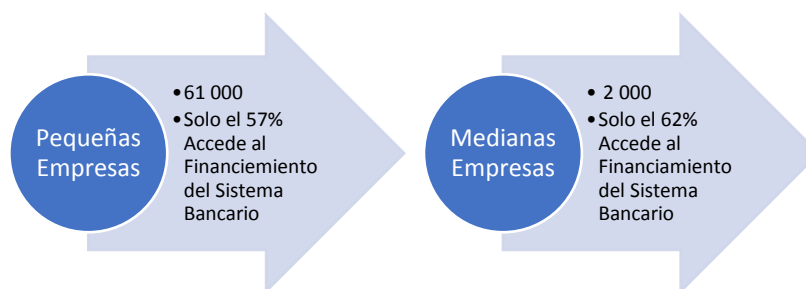 Pequeñas
Empresas
•61 000
•Solo el 57%
Accede al
Financiemiento
del Sistema
Bancario
Medianas
Empresas
• 2 000
•Solo el 62%
Accede al
Financiamiento
del Sistema
Bancario